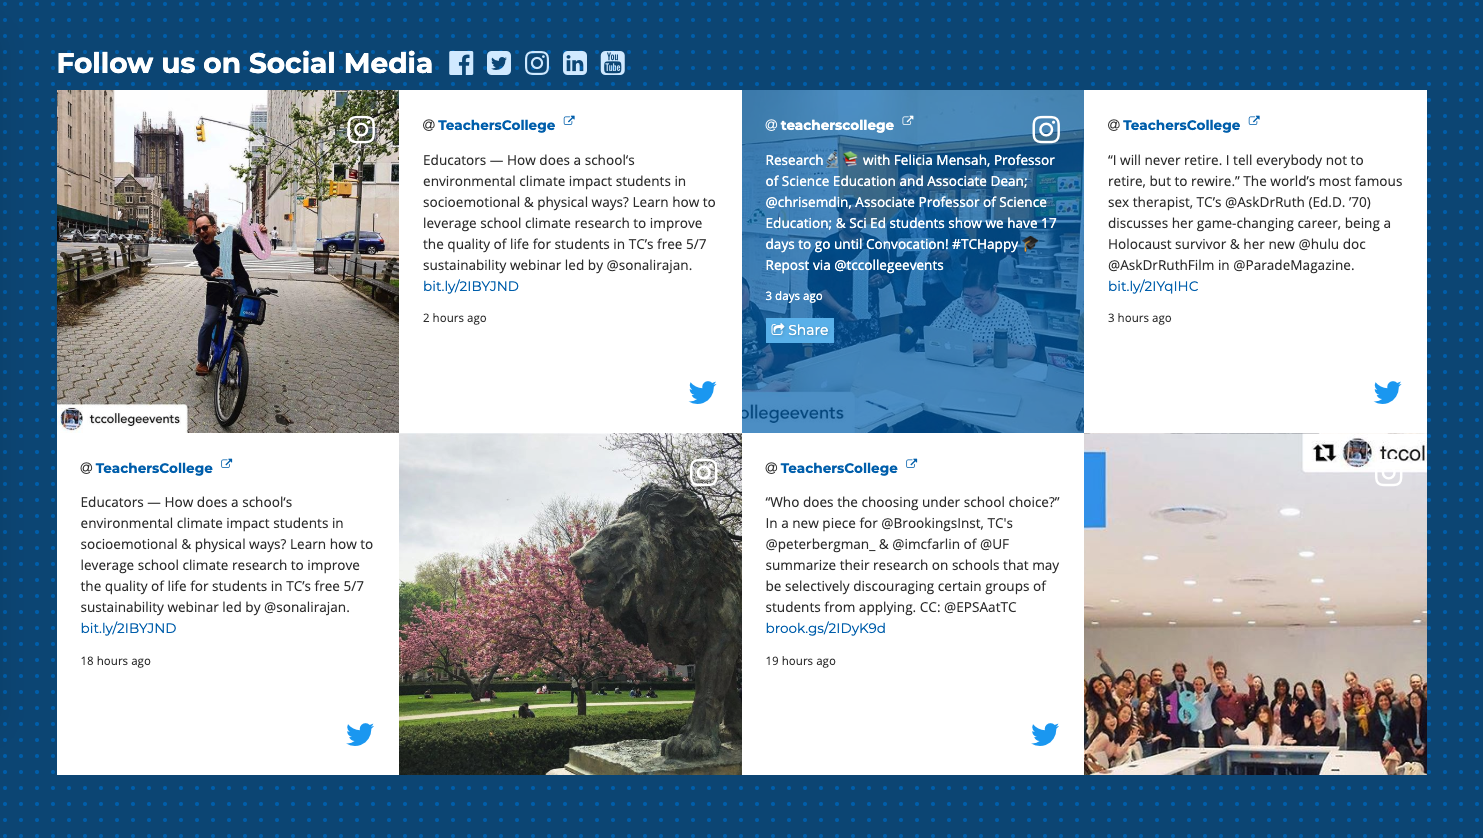 Follow us on Social Media
You
Tube
tccollegeevents
@ TeachersCollege
Educators — How does a school’s
environmental climate impact students in
socioemotional & physical ways? Learn how to
leverage school climate research to improve
the quality of life for students in TC’s free 5/7
sustainability webinar led by @sonalirajan.
bit.ly/2IBYJND
2 hours ago
@ teacherscollege
Research 🔬 📚 with Felicia Mensah, Professor
of Science Education and Associate Dean;
@chrisemdin, Associate Professor of Science
Education; & Sci Ed students show we have 17
days to go until Convocation! #TCHappy 🎓
Repost via @tccollegeevents
3 days ago
Share
ollegeevents
@ TeachersCollege
“I will never retire. I tell everybody not to
retire, but to rewire.” The world’s most famous
sex therapist, TC’s @AskDrRuth (Ed.D. ’70)
discusses her game-changing career, being a
Holocaust survivor & her new @hulu doc
@AskDrRuthFilm in @ParadeMagazine.
bit.ly/2IYqIHC
3 hours ago
@ TeachersCollege
Educators — How does a school’s
environmental climate impact students in
socioemotional & physical ways? Learn how to
leverage school climate research to improve
the quality of life for students in TC’s free 5/7
sustainability webinar led by @sonalirajan.
bit.ly/2IBYJND
18 hours ago
@ TeachersCollege
“Who does the choosing under school choice?”
In a new piece for @BrookingsInst, TC's
@peterbergman_ & @imcfarlin of @UF
summarize their research on schools that may
be selectively discouraging certain groups of
students from applying. CC: @EPSAatTC
brook.gs/2IDyK9d
19 hours ago
tccol
18